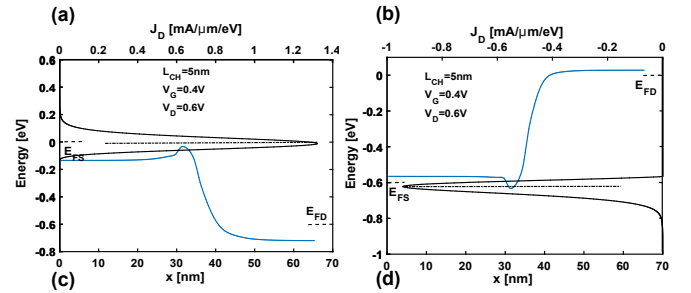 (a)
J_D [mA/μm/eV]
0 0.2 0.4 0.6 0.8 1 1.2 1.4
0.6
0.4
0.2
0
-0.2
-0.4
-0.6
-0.8
Energy [eV]
L_CH=5nm
V_G=0.4V
V_D=0.6V
E_FS
E_FD
0 10 20 30 40 50 60 70
x [nm]
(c)
(b)
J_D [mA/μm/eV]
-1 -0.8 -0.6 -0.4 -0.2 0
0
-0.2
-0.4
-0.6
-0.8
-1
Energy [eV]
L_CH=5nm
V_G=0.4V
V_D=0.6V
E_FD
E_FS
0 10 20 30 40 50 60 70
x [nm]
(d)